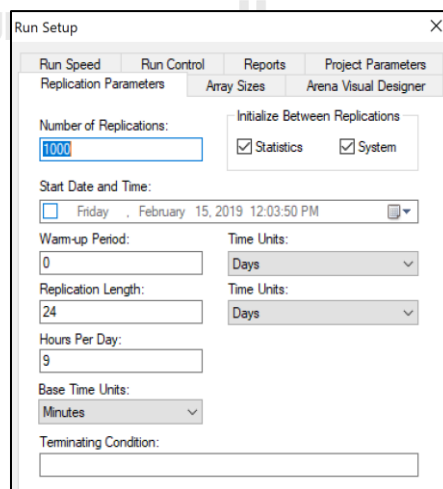 Run Setup
Run Speed Run Control Reports Project Parameters
Replication Parameters Array Sizes Arena Visual Designer
Number of Replications:
1000
Initialize Between Replications
Statistics System
Start Date and Time:
Friday , February 15, 2019 12:03:50 PM
Warm-up Period: Time Units:
0 Days
Replication Length: Time Units:
24 Days
Hours Per Day:
9
Base Time Units:
Minutes
Terminating Condition: